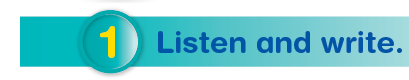 1 Listen and write.